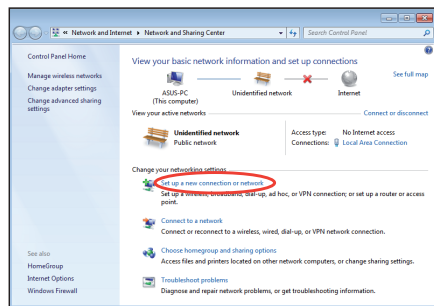 « Network and Internet ▸ Network and Sharing Center
Search Control Panel
Control Panel Home
Manage wireless networks
Change adapter settings
Change advanced sharing
settings
See also
HomeGroup
Internet Options
Windows Firewall
View your basic network information and set up connections
See full map
ASUS-PC
(This computer)
Unidentified network
Internet
View your active networks
Connect or disconnect
Unidentified network
Public network
Access type: No Internet access
Connections: Local Area Connection
Change your networking settings
Set up a new connection or network
Set up a wireless, broadband, dial-up, ad hoc, or VPN connection; or set up a router or access
point.
Connect to a network
Connect or reconnect to a wireless, wired, dial-up, or VPN network connection.
Choose homegroup and sharing options
Access files and printers located on other network computers, or change sharing settings.
Troubleshoot problems
Diagnose and repair network problems, or get troubleshooting information.